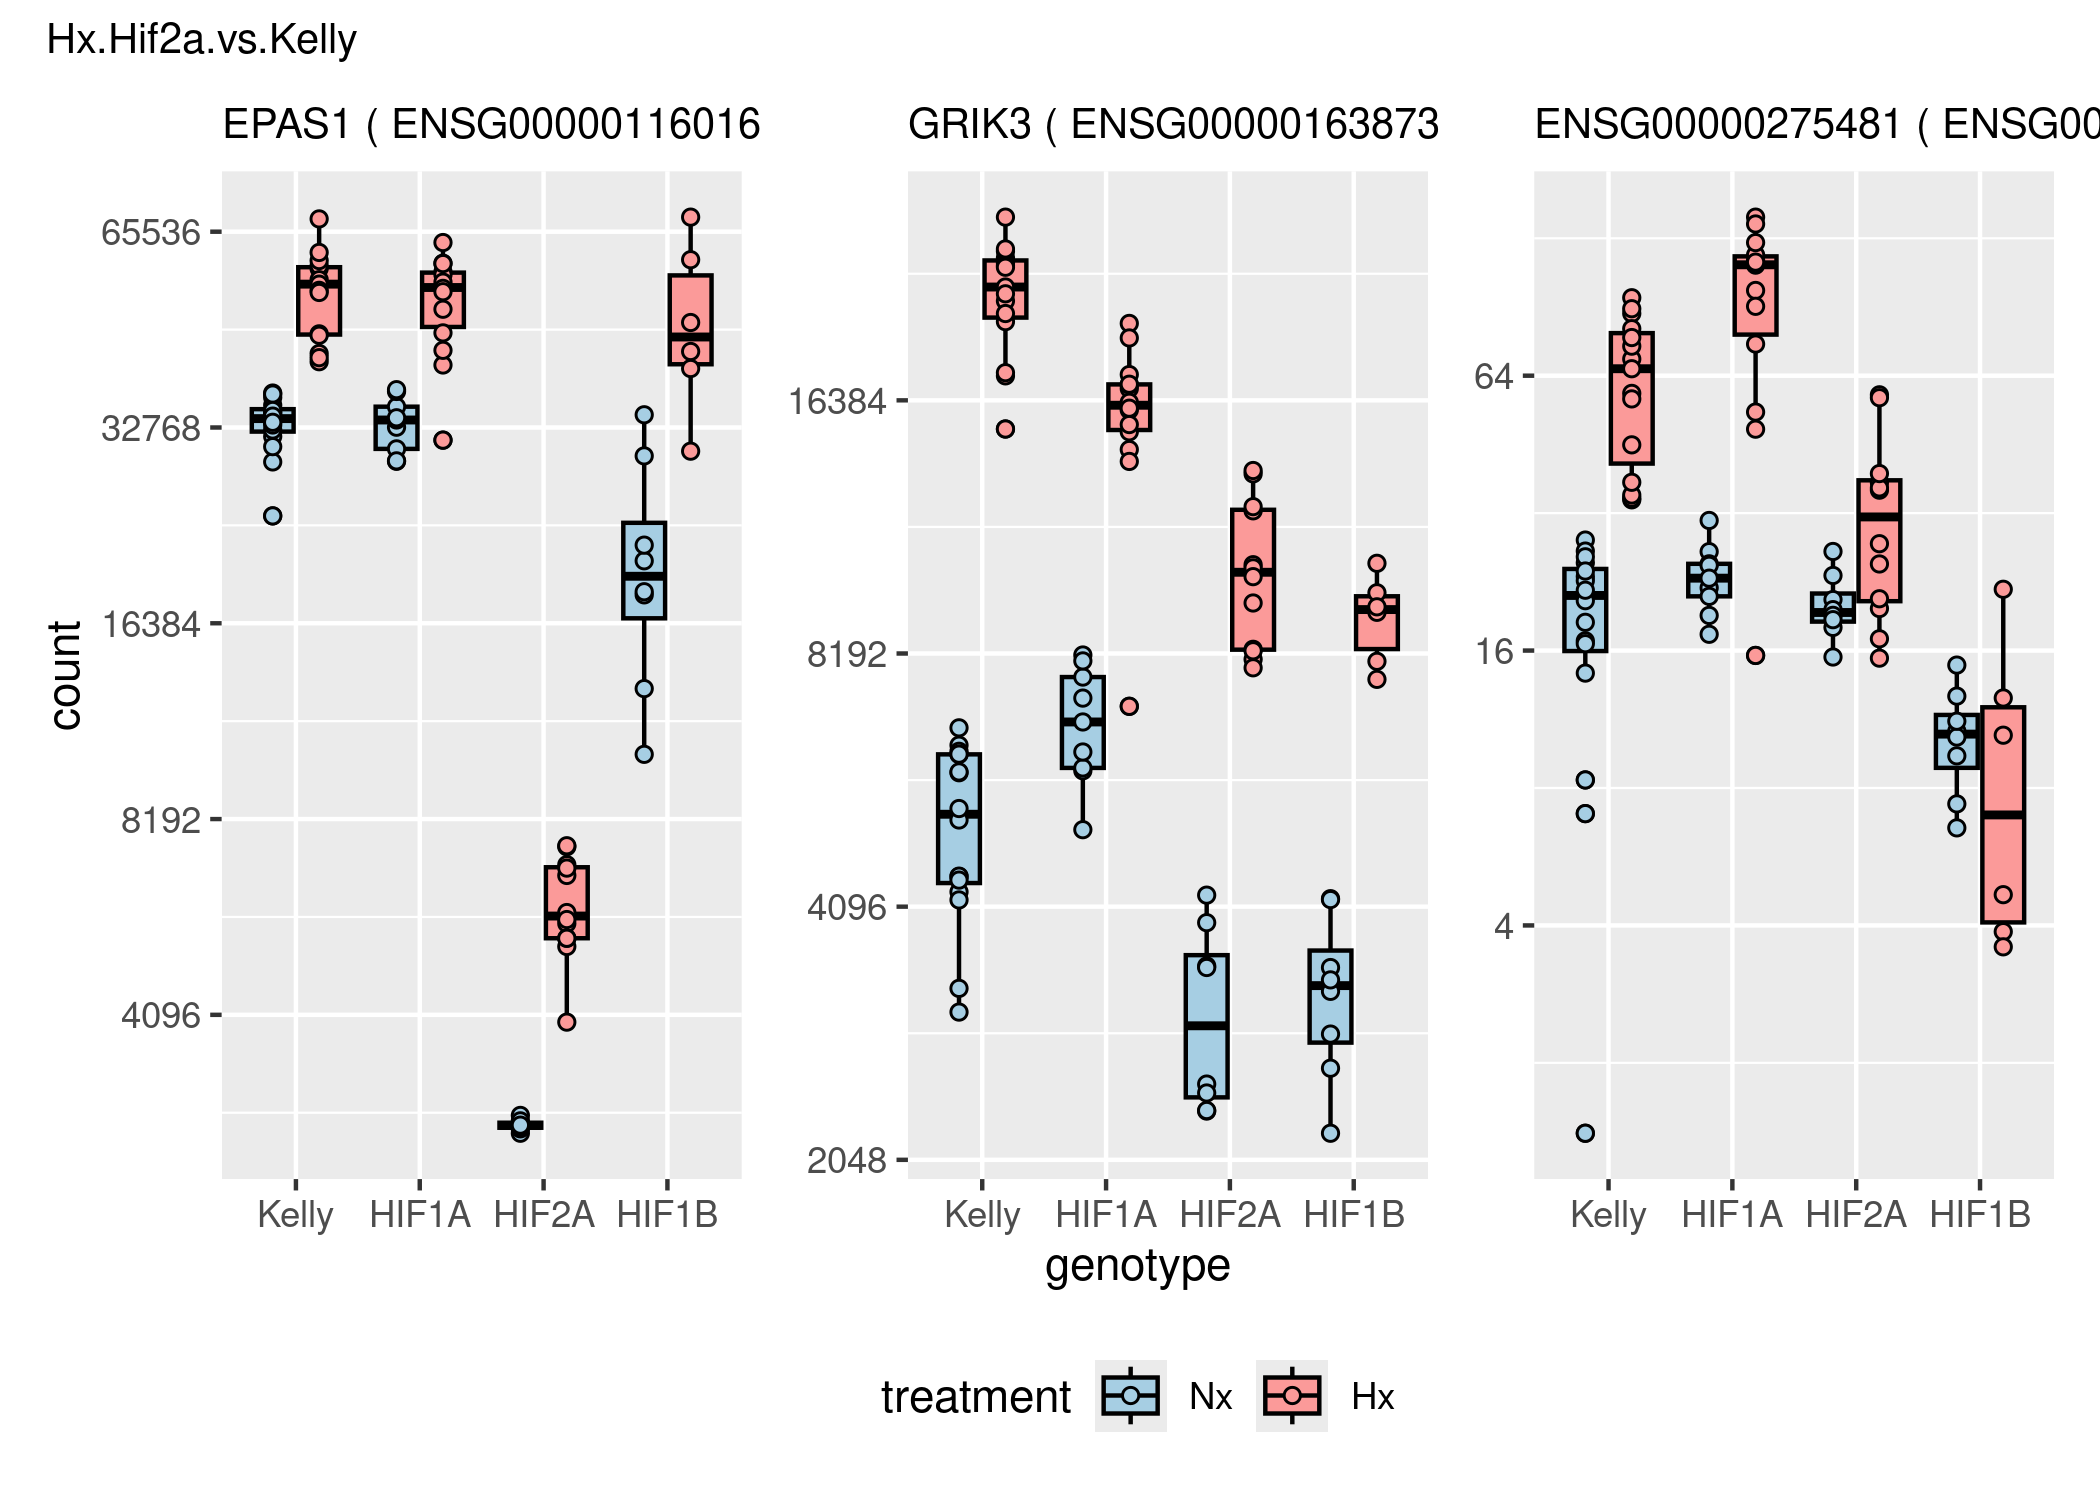 Hx.Hif2a.vs.Kelly
EPAS1 ( ENSG00000116016
GRIK3 ( ENSG00000163873
ENSG00000275481 ( ENSG00
count
65536
32768
16384
8192
4096
16384
8192
4096
2048
64
16
4
Kelly HIF1A HIF2A HIF1B
Kelly HIF1A HIF2A HIF1B
Kelly HIF1A HIF2A HIF1B
genotype
treatment Nx Hx